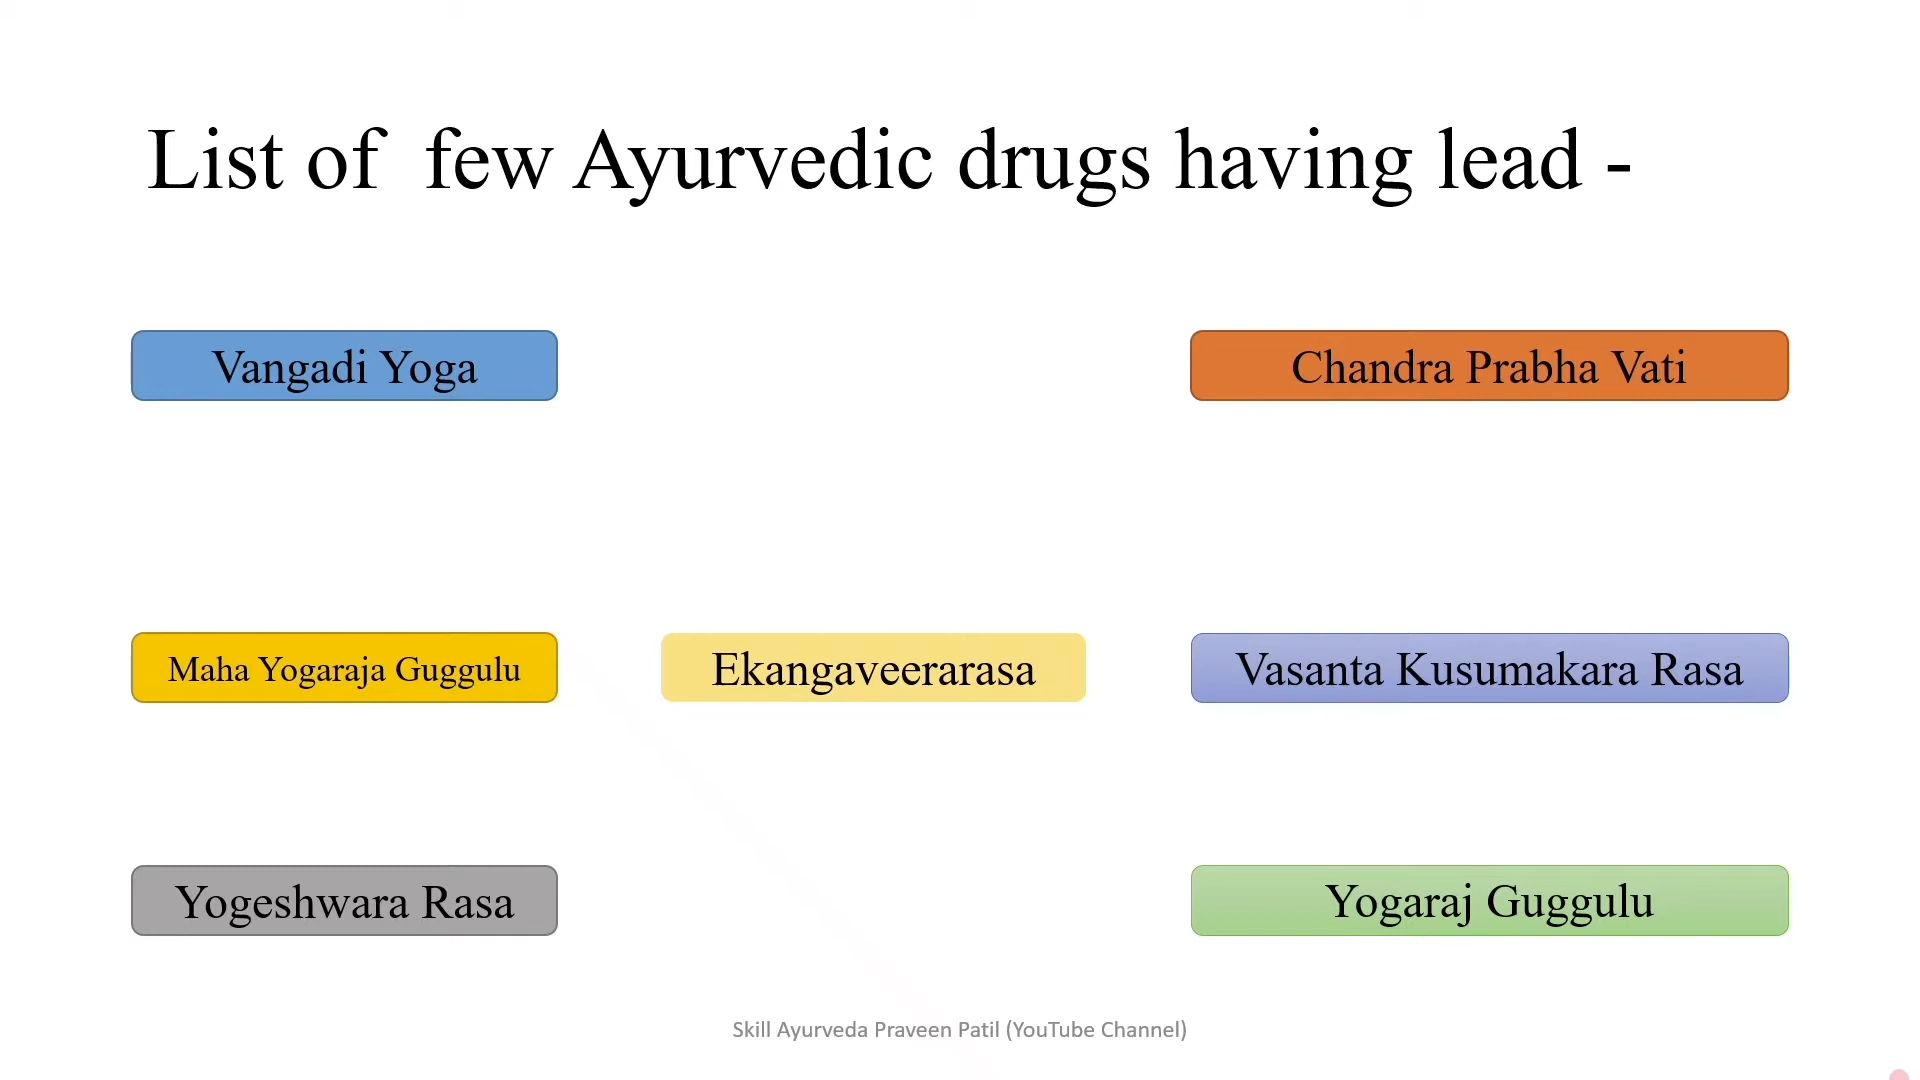 List of  few Ayurvedic drugs having lead -
Vangadi Yoga
Chandra Prabha Vati
Maha Yogaraja Guggulu
Ekangaveerarasa
Vasanta Kusumakara Rasa
Yogeshwara Rasa
Yogaraj Guggulu
Skill Ayurveda Praveen Patil (YouTube Channel)